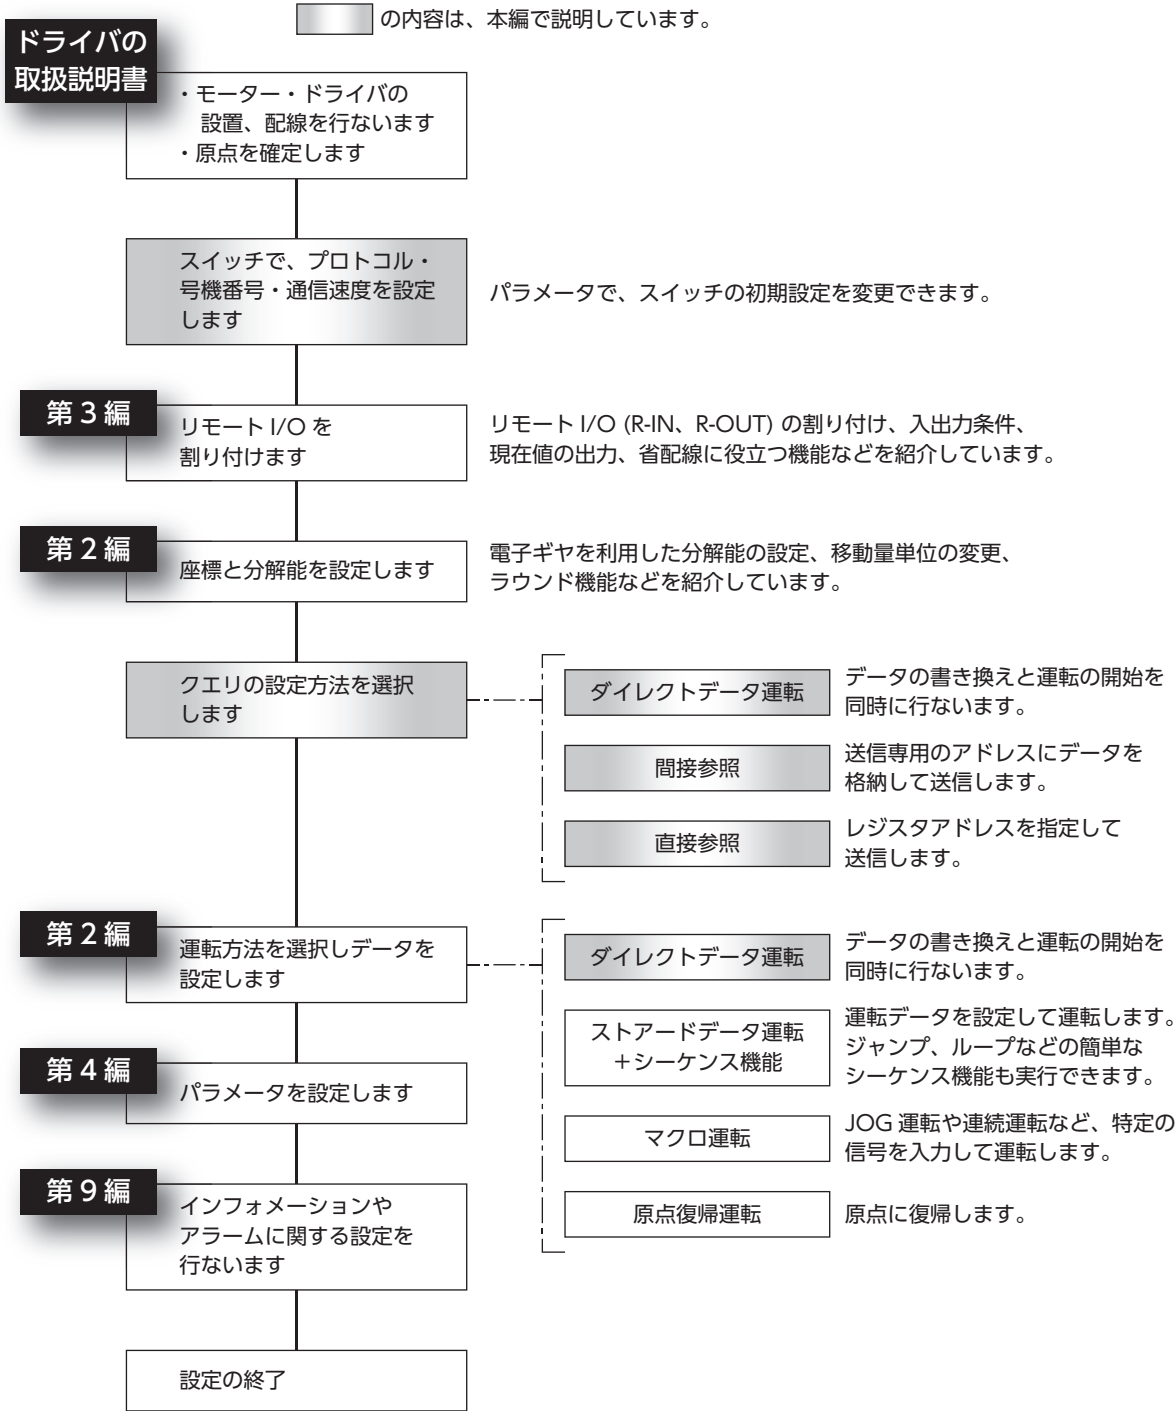 の内容は、本編で説明しています。
ドライバの
取扱説明書
・モーター・ドライバの
設置、配線を行ないます
・原点を確定します
スイッチで、プロトコル・
号機番号・通信速度を設定
します
パラメータで、スイッチの初期設定を変更できます。
第 3 編
リモート I/O を
割り付けます
リモート I/O (R-IN、R-OUT) の割り付け、入出力条件、
現在値の出力、省配線に役立つ機能などを紹介しています。
第 2 編
座標と分解能を設定します
電子ギヤを利用した分解能の設定、移動量単位の変更、
ラウンド機能などを紹介しています。
クエリの設定方法を選択
します
ダイレクトデータ運転
データの書き換えと運転の開始を
同時に行ないます。
間接参照
送信専用のアドレスにデータを
格納して送信します。
直接参照
レジスタアドレスを指定して
送信します。
第 2 編
運転方法を選択しデータを
設定します
ダイレクトデータ運転
データの書き換えと運転の開始を
同時に行ないます。
ストアードデータ運転
＋シーケンス機能
運転データを設定して運転します。
ジャンプ、ループなどの簡単な
シーケンス機能も実行できます。
マクロ運転
JOG 運転や連続運転など、特定の
信号を入力して運転します。
原点復帰運転
原点に復帰します。
第 4 編
パラメータを設定します
第 9 編
インフォメーションや
アラームに関する設定を
行ないます
設定の終了